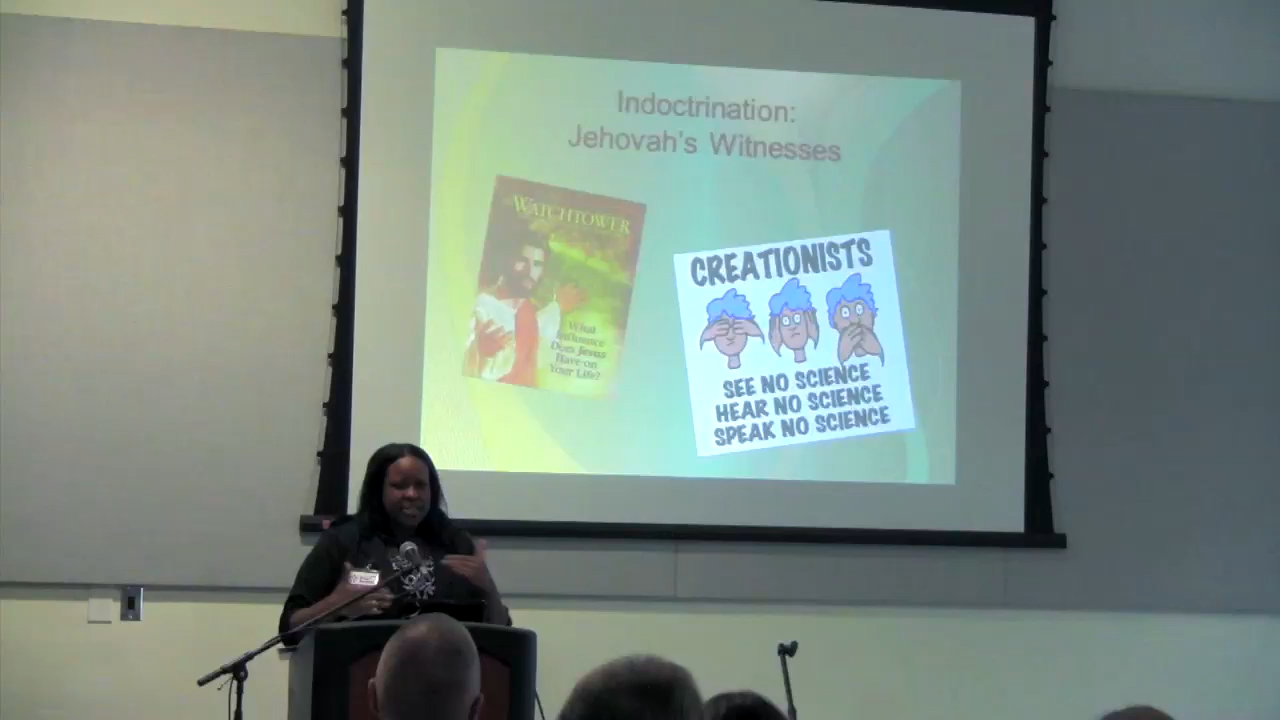 Indoctrination:
Jehovah's Witnesses
WATCHTOWER
What
Influence
Does Jesus
Have on
Your Life?
CREATIONISTS
SEE NO SCIENCE
HEAR NO SCIENCE
SPEAK NO SCIENCE